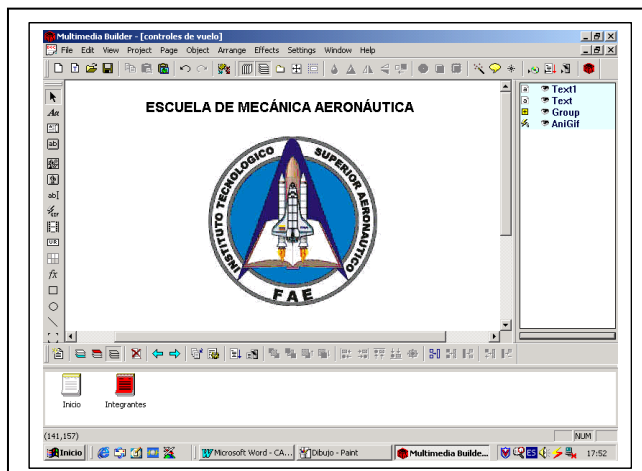 Multimedia Builder - [controles de vuelo]
File Edit View Project Page Object Arrange Effects Settings Window Help
Text1
Text
Group
AniGif
ESCUELA DE MECÁNICA AERONÁUTICA
INSTITUTO TECNOLOGICO SUPERIOR AERONAUTICO
FAE
Inicio Integrantes
(141,157) NUM
Inicio Microsoft Word - CA... Dibujo - Paint Multimedia Builde... ES 17:52